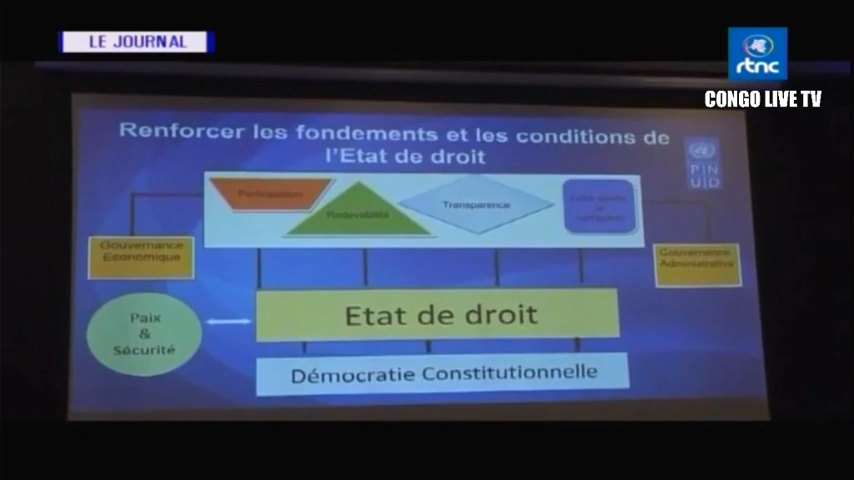 LE JOURNAL
rtnc
CONGO LIVE TV
Renforcer les fondements et les conditions de
l'Etat de droit
P N
U D
Participation
Redevabilité
Transparence
Gouvernance
Economique
Gouvernance
Administrative
Paix
&
Sécurité
Etat de droit
Démocratie Constitutionnelle